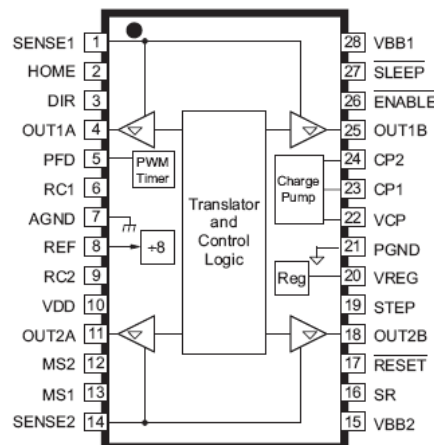 SENSE1 1 28 VBB1
HOME 2 27 SLEEP
DIR 3 26 ENABLE
OUT1A 4 25 OUT1B
PFD 5 PWM Timer 24 CP2
RC1 6 Charge Pump 23 CP1
AGND 7 Translator and Control Logic 22 VCP
REF 8 ÷8 21 PGND
RC2 9 Reg 20 VREG
VDD 10 19 STEP
OUT2A 11 18 OUT2B
MS2 12 17 RESET
MS1 13 16 SR
SENSE2 14 15 VBB2